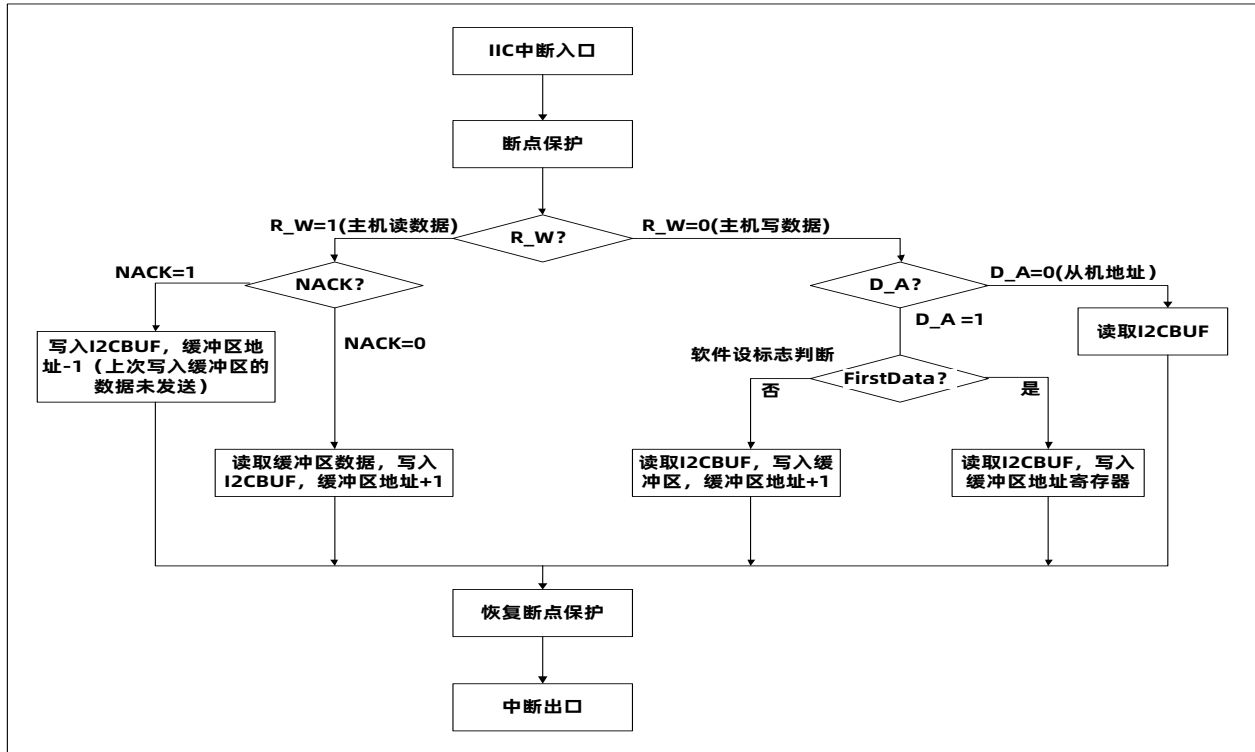 IIC中断入口
断点保护
R_W=1(主机读数据)
R_W?
R_W=0(主机写数据)
NACK=1
NACK?
D_A?
D_A=0(从机地址)
D_A =1
读取I2CBUF
写入I2CBUF，缓冲区地
址-1（上次写入缓冲区的
数据未发送）
NACK=0
软件设标志判断
FirstData?
否
是
读取缓冲区数据，写入
I2CBUF，缓冲区地址+1
读取I2CBUF，写入缓
冲区，缓冲区地址+1
读取I2CBUF，写入
缓冲区地址寄存器
恢复断点保护
中断出口